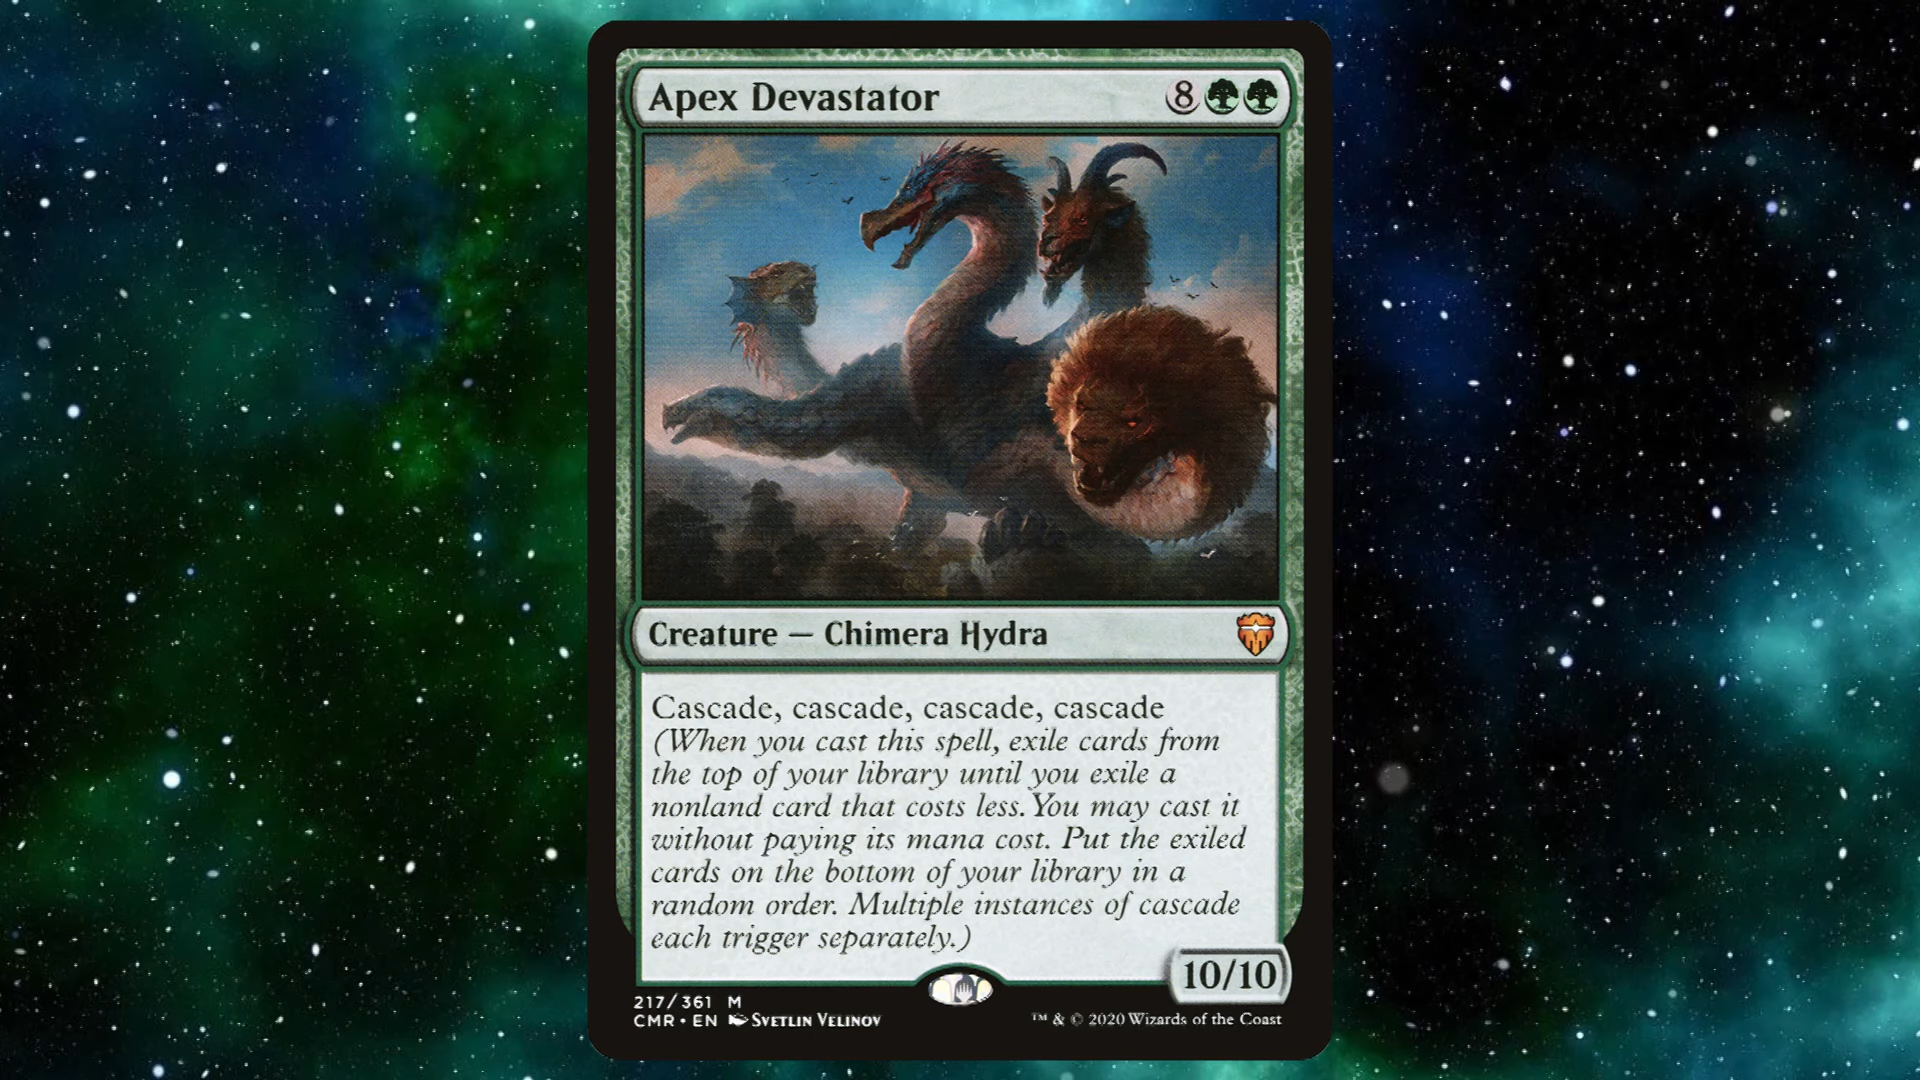 Apex Devastator 8
Creature — Chimera Hydra
Cascade, cascade, cascade, cascade
(When you cast this spell, exile cards from
the top of your library until you exile a
nonland card that costs less. You may cast it
without paying its mana cost. Put the exiled
cards on the bottom of your library in a
random order. Multiple instances of cascade
each trigger separately.)
10/10
217/361 M
CMR • EN Svetlin Velinov
™ & © 2020 Wizards of the Coast